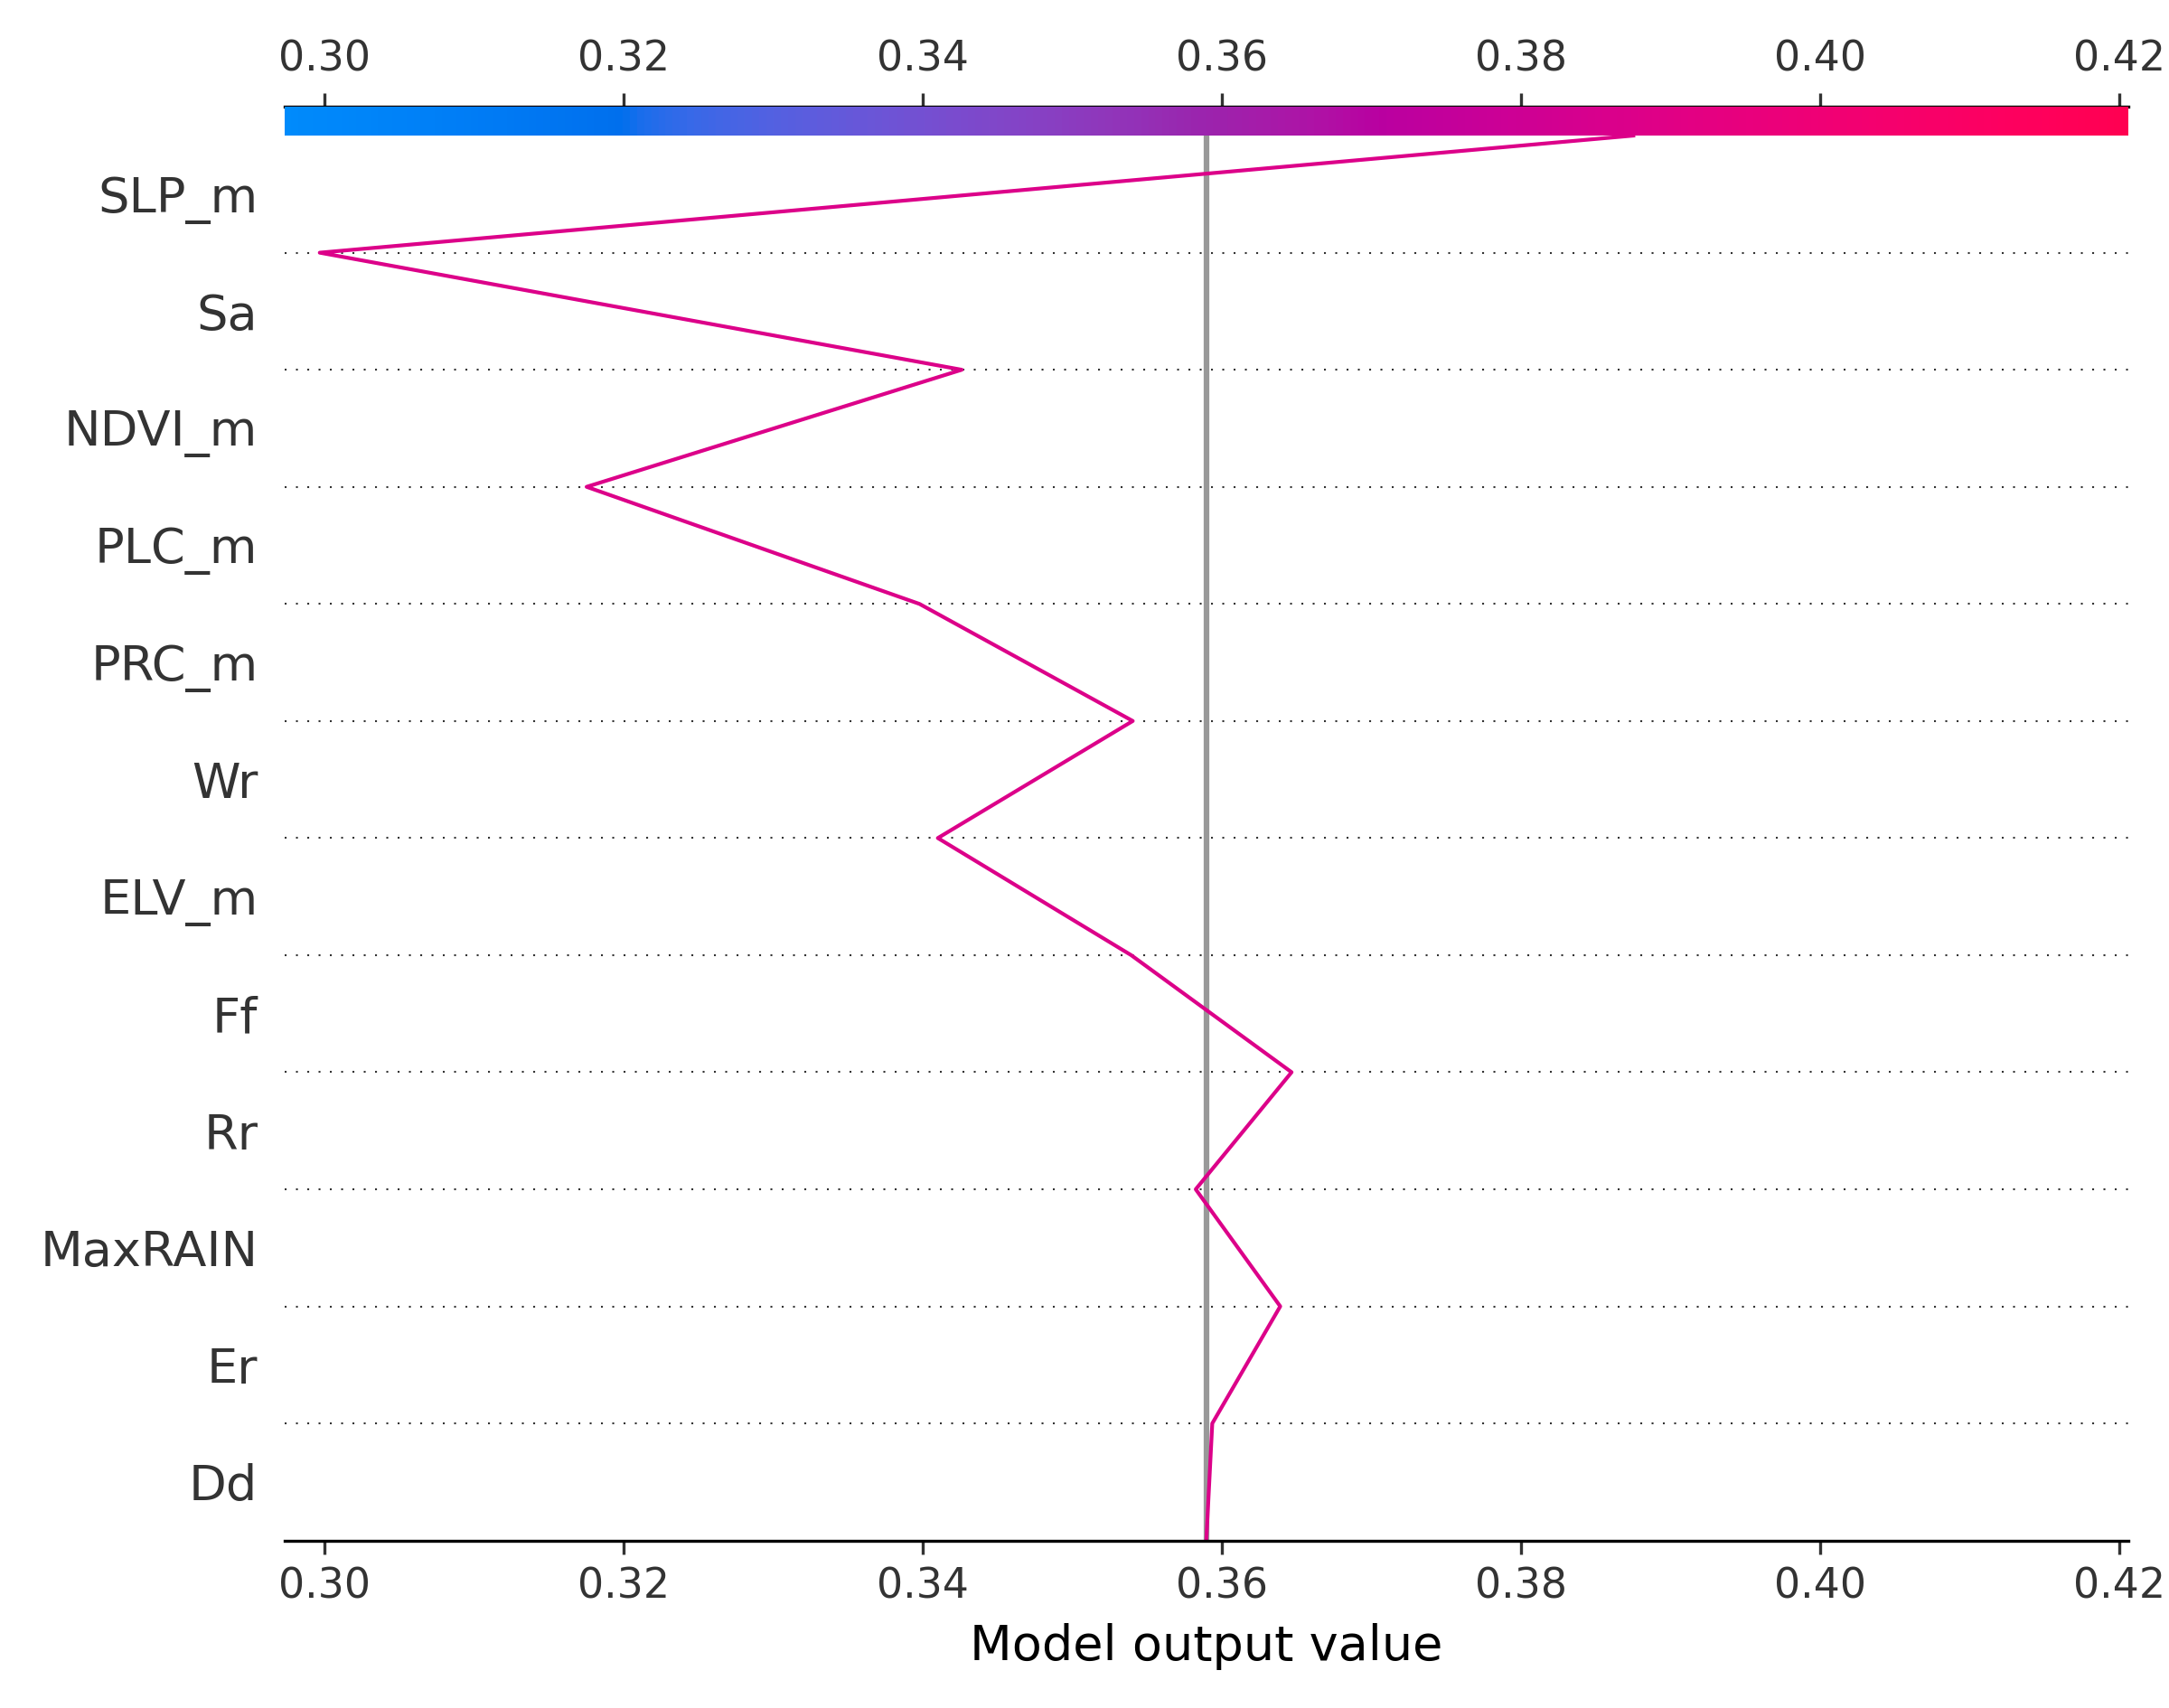 0.30 0.32 0.34 0.36 0.38 0.40 0.42
SLP_m
Sa
NDVI_m
PLC_m
PRC_m
Wr
ELV_m
Ff
Rr
MaxRAIN
Er
Dd
0.30 0.32 0.34 0.36 0.38 0.40 0.42
Model output value